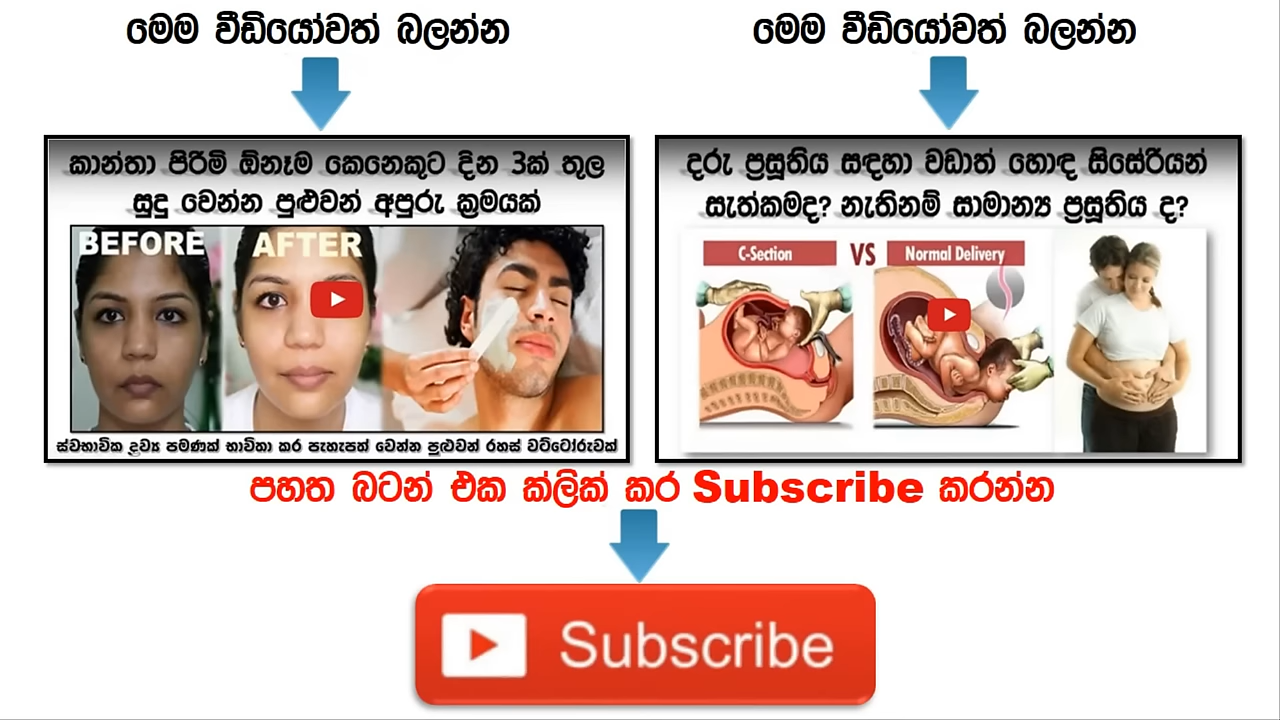 මෙම වීඩියෝවත් බලන්න
මෙම වීඩියෝවත් බලන්න
කාන්තා පිරිමි ඕනෑම කෙනෙකුට දින 3ක් තුල
සුදු වෙන්න පුළුවන් අපුරු ක්‍රමයක්
BEFORE AFTER
ස්වභාවික ද්‍රව්‍ය පමණක් භාවිතා කර පැහැපත් වෙන්න පුළුවන් රහස් වට්ටෝරුවක්
දරු ප්‍රසූතිය සඳහා වඩාත් හොඳ සිසේරියන්
සැත්කමද? නැතිනම් සාමාන්‍ය ප්‍රසූතිය ද?
C-Section VS Normal Delivery
පහත බටන් එක ක්ලික් කර Subscribe කරන්න
Subscribe